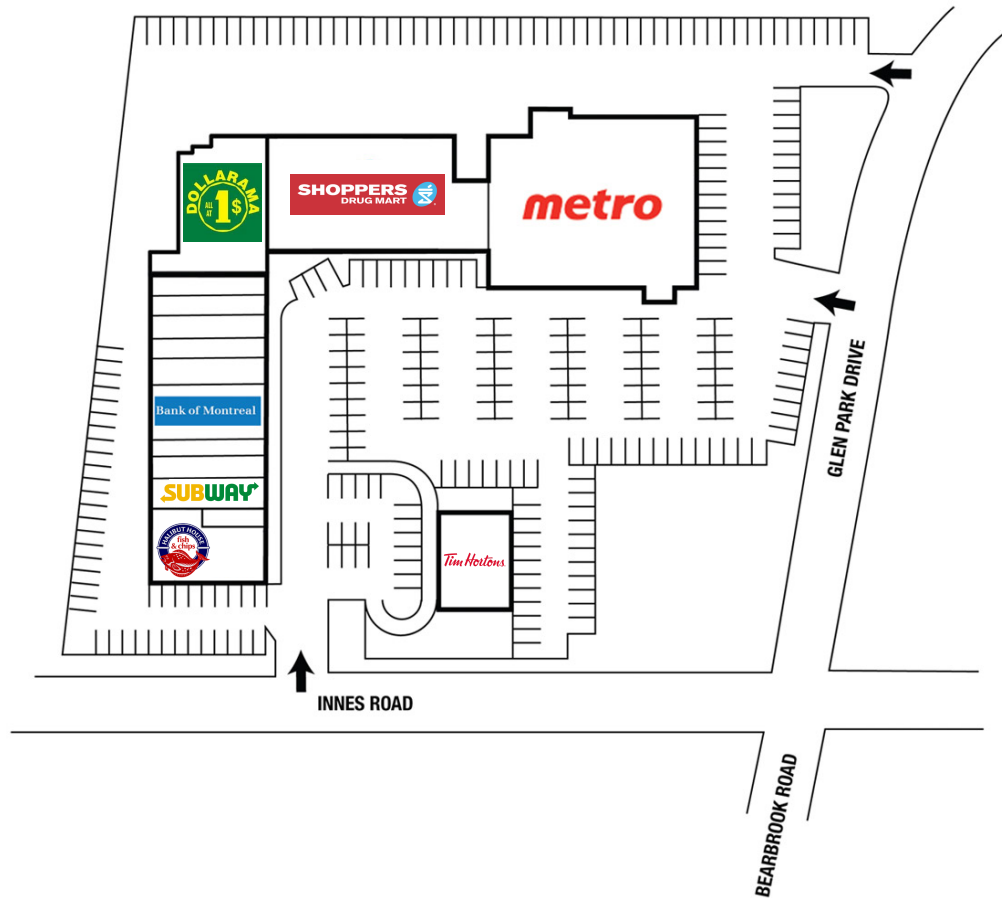 DOLLARAMA
ALL
AT
1$
SHOPPERS
DRUG MART
metro
Bank of Montreal
SUBWAY
HALIBUT HOUSE
fish
& chips
Tim Hortons
GLEN PARK DRIVE
INNES ROAD
BEARBROOK ROAD